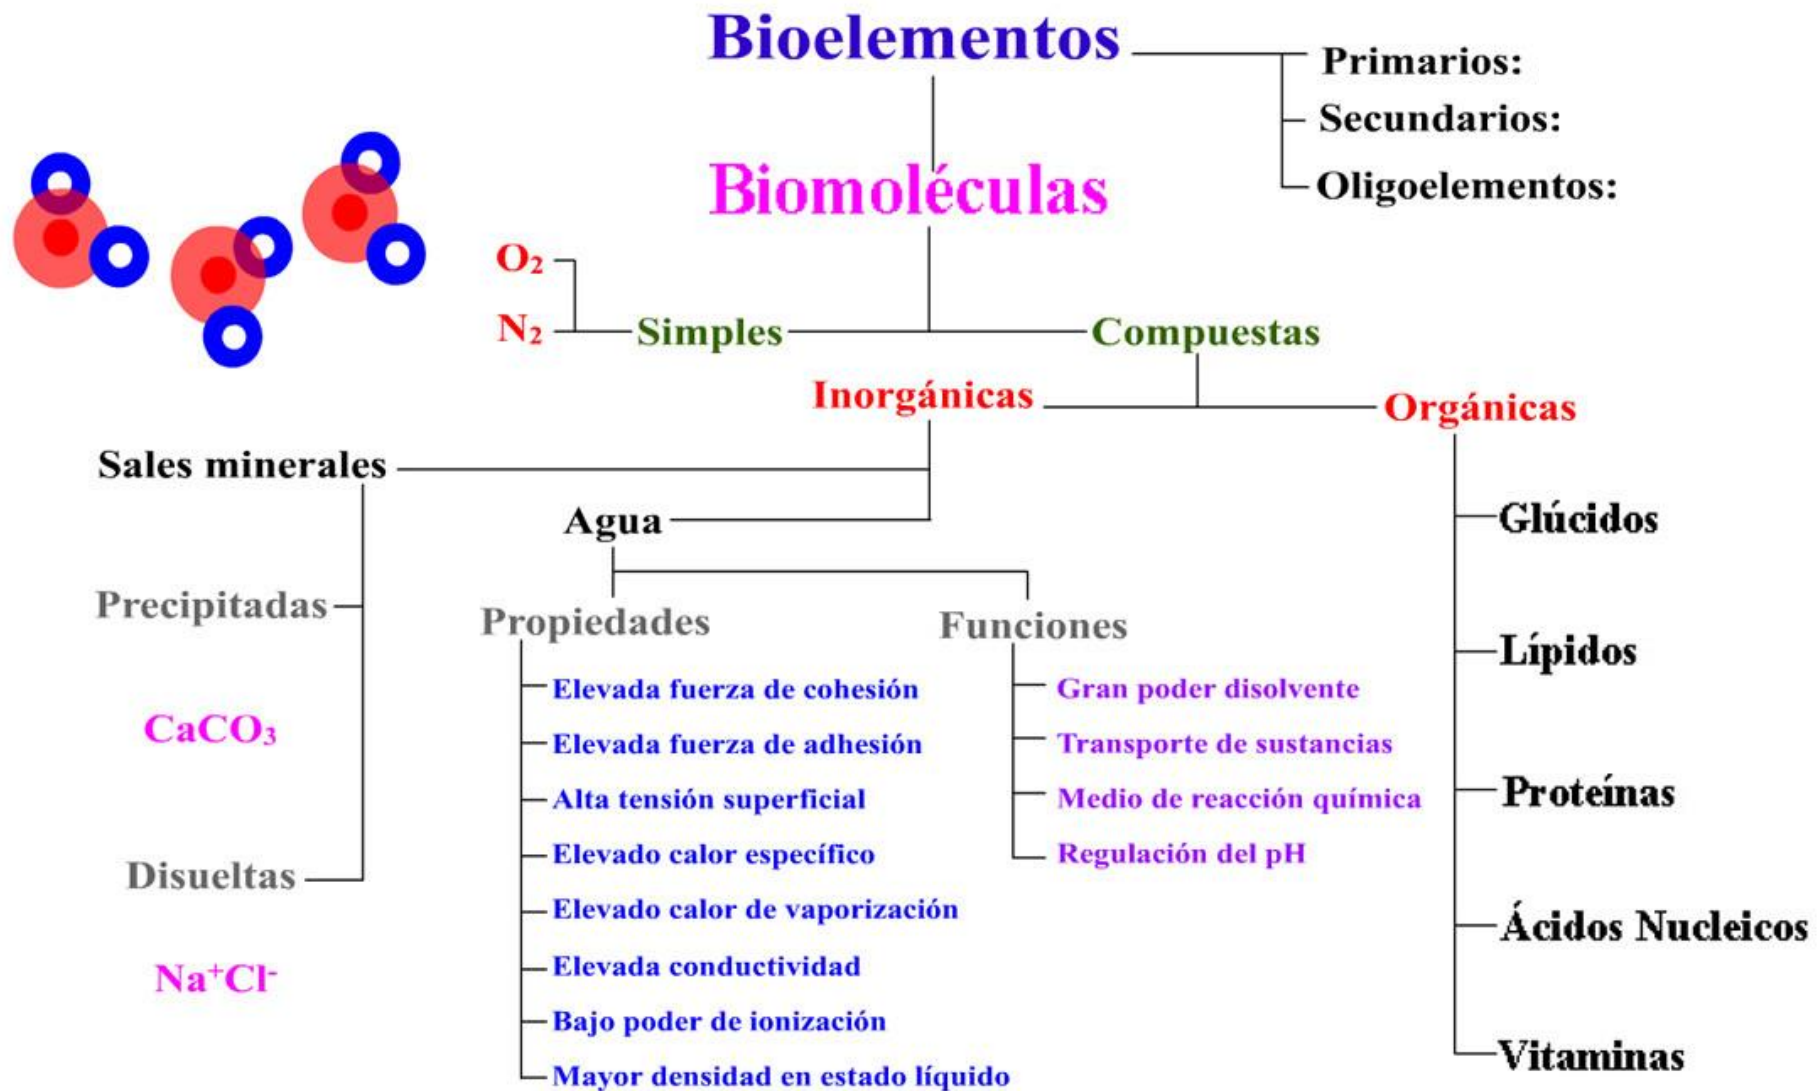 Bioelementos
Primarios:
Secundarios:
Oligoelementos:
Biomoléculas
O₂
N₂
Simples
Compuestas
Inorgánicas
Orgánicas
Sales minerales
Agua
Precipitadas
CaCO₃
Disueltas
Na⁺Cl⁻
Propiedades
Elevada fuerza de cohesión
Elevada fuerza de adhesión
Alta tensión superficial
Elevado calor específico
Elevado calor de vaporización
Elevada conductividad
Bajo poder de ionización
Mayor densidad en estado líquido
Funciones
Gran poder disolvente
Transporte de sustancias
Medio de reacción química
Regulación del pH
Glúcidos
Lípidos
Proteínas
Ácidos Nucleicos
Vitaminas